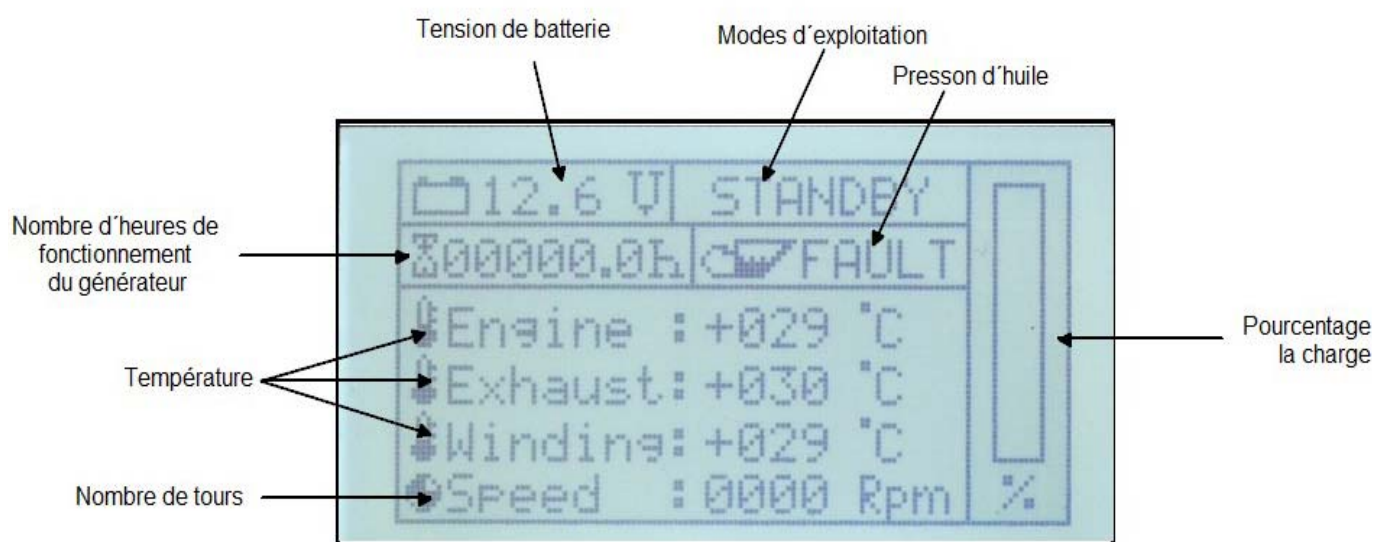 Tension de batterie
Modes d´exploitation
Presson d´huile
12.6 V STANDBY
Nombre d´heures de
fonctionnement
du générateur
00000.0h FAULT
Engine : +029 °C
Pourcentage
la charge
Température
Exhaust: +030 °C
Winding: +029 °C
Nombre de tours
Speed : 0000 Rpm %